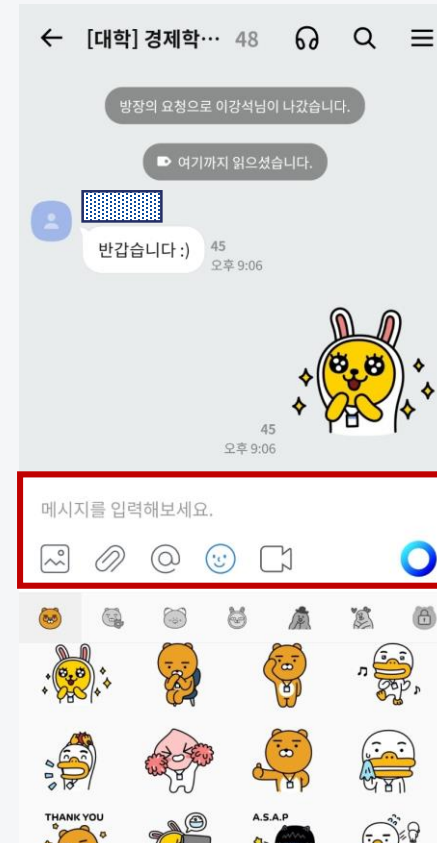 [대학] 경제학… 48
방장의 요청으로 이강석님이 나갔습니다.
여기까지 읽으셨습니다.
반갑습니다 :)
45
오후 9:06
45
오후 9:06
메시지를 입력해보세요.
THANK YOU
A.S.A.P